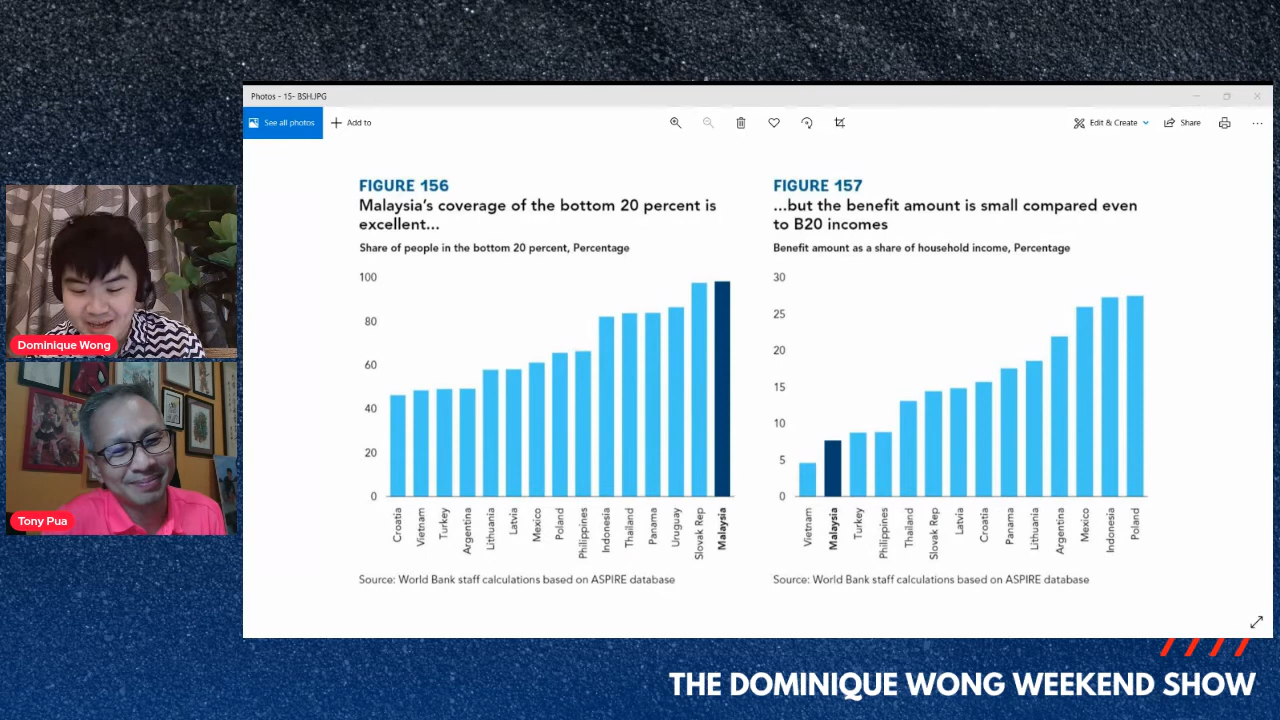 Photos - 15- BSH.JPG
See all photos
Add to
Edit & Create
Share
FIGURE 156
Malaysia's coverage of the bottom 20 percent is
excellent...
Share of people in the bottom 20 percent, Percentage
100
80
60
40
20
0
Croatia
Vietnam
Turkey
Argentina
Lithuania
Latvia
Mexico
Poland
Philippines
Indonesia
Thailand
Panama
Uruguay
Slovak Rep
Malaysia
Source: World Bank staff calculations based on ASPIRE database
FIGURE 157
...but the benefit amount is small compared even
to B20 incomes
Benefit amount as a share of household income, Percentage
30
25
20
15
10
5
0
Vietnam
Malaysia
Turkey
Philippines
Thailand
Slovak Rep
Latvia
Croatia
Panama
Lithuania
Argentina
Mexico
Indonesia
Poland
Source: World Bank staff calculations based on ASPIRE database
Dominique Wong
Tony Pua
THE DOMINIQUE WONG WEEKEND SHOW